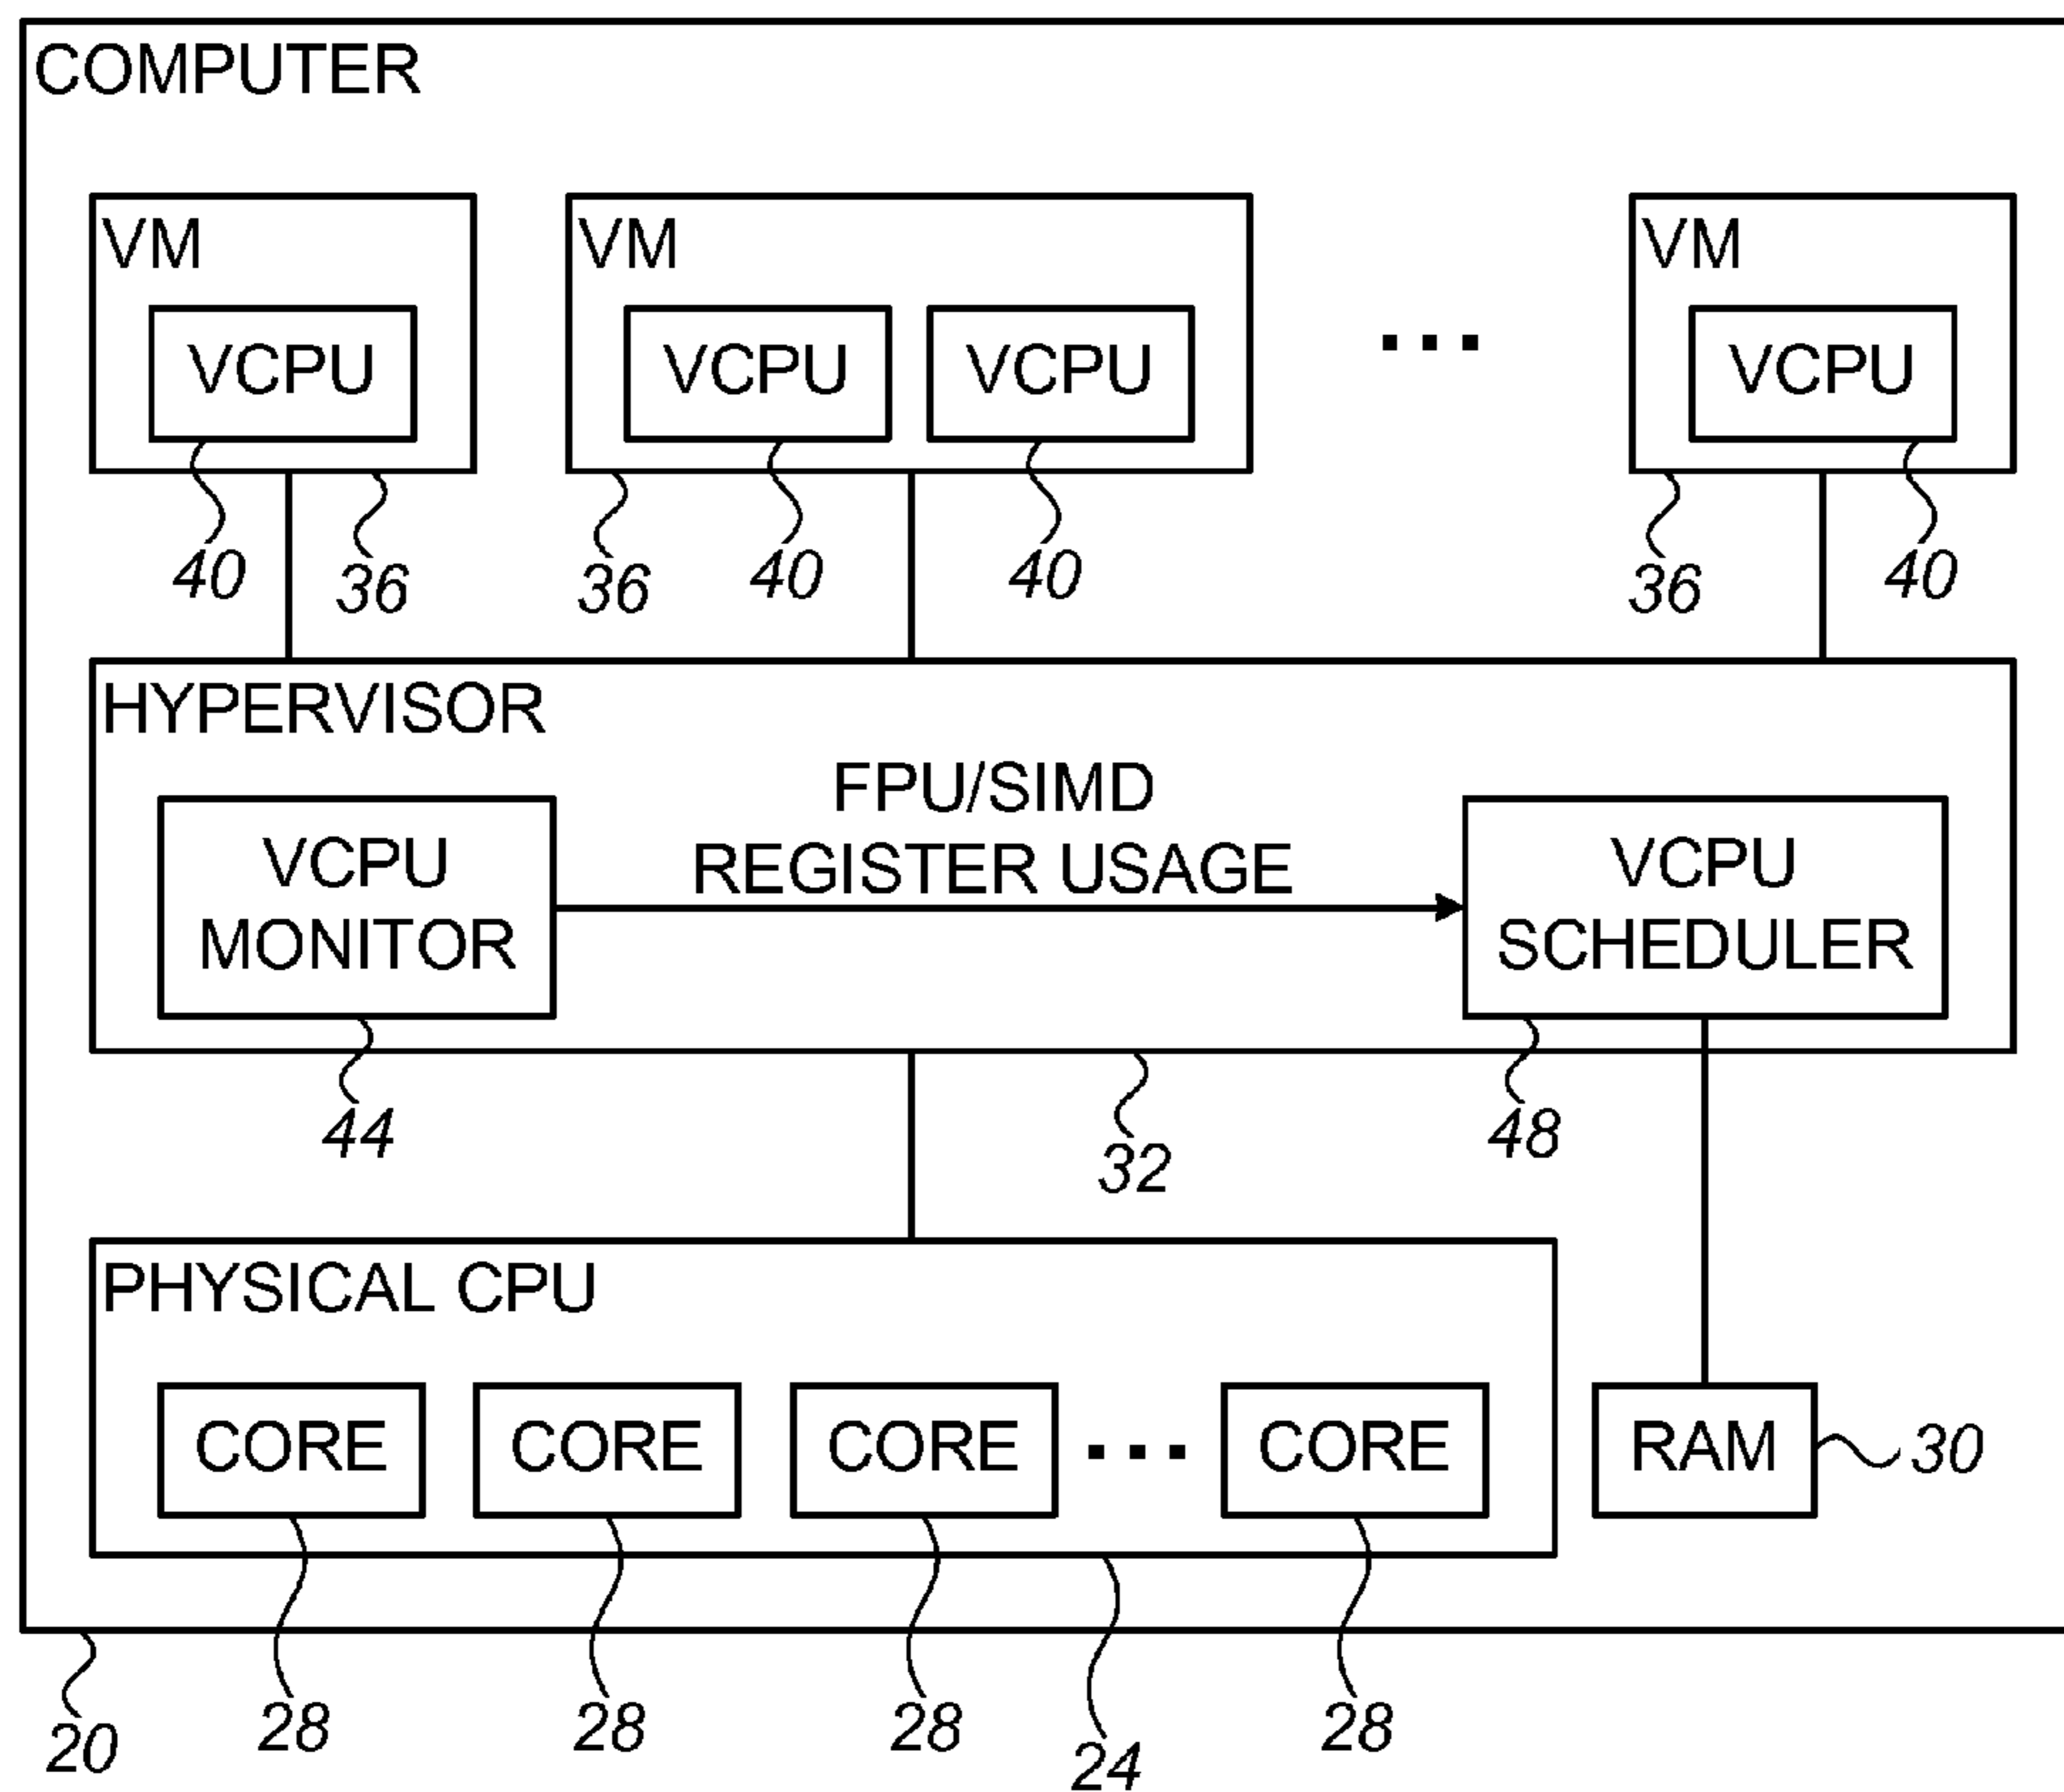 COMPUTER
VM
VM
VM
VCPU
VCPU
VCPU
VCPU
40
36
36
40
40
36
40
HYPERVISOR
FPU/SIMD
REGISTER USAGE
VCPU
MONITOR
VCPU
SCHEDULER
44
32
48
PHYSICAL CPU
CORE
CORE
CORE
CORE
RAM
30
20
28
28
28
24
28